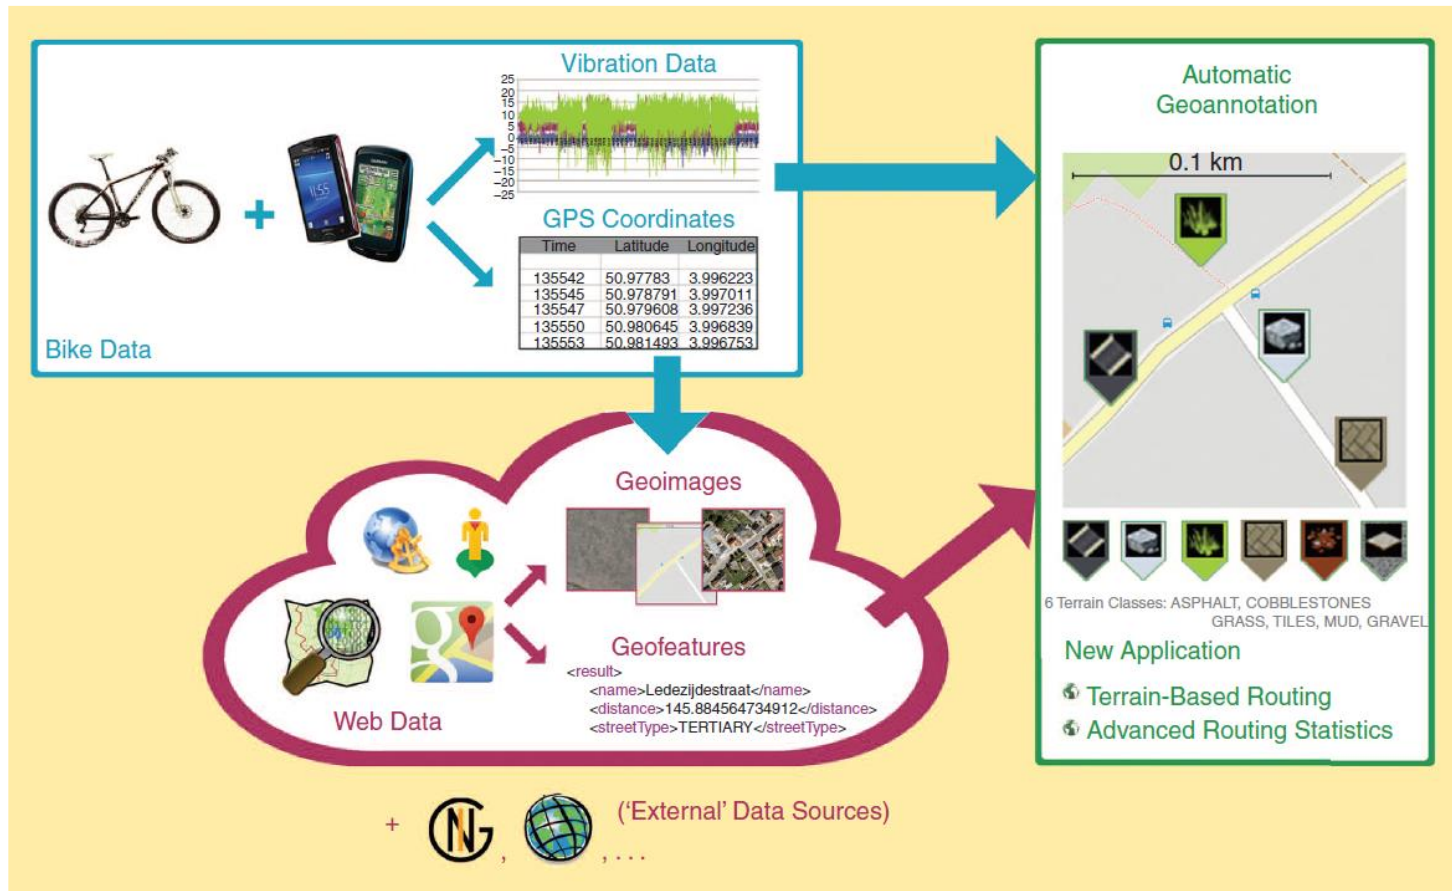 Vibration Data
25
20
15
10
5
0
−5
−10
−15
−20
−25
11:55
GPS Coordinates
Time Latitude Longitude
135542 50.97783 3.996223
135545 50.978791 3.997011
135547 50.979608 3.997236
135550 50.980645 3.996839
135553 50.981493 3.996753
Bike Data
Geoimages
Geofeatures
<result>
<name>Ledezijdestraat</name>
<distance>145.884564734912</distance>
<streetType>TERTIARY</streetType>
Web Data
+ , , . . .
('External' Data Sources)
Automatic
Geoannotation
0.1 km
6 Terrain Classes: ASPHALT, COBBLESTONES
GRASS, TILES, MUD, GRAVEL
New Application
Terrain-Based Routing
Advanced Routing Statistics